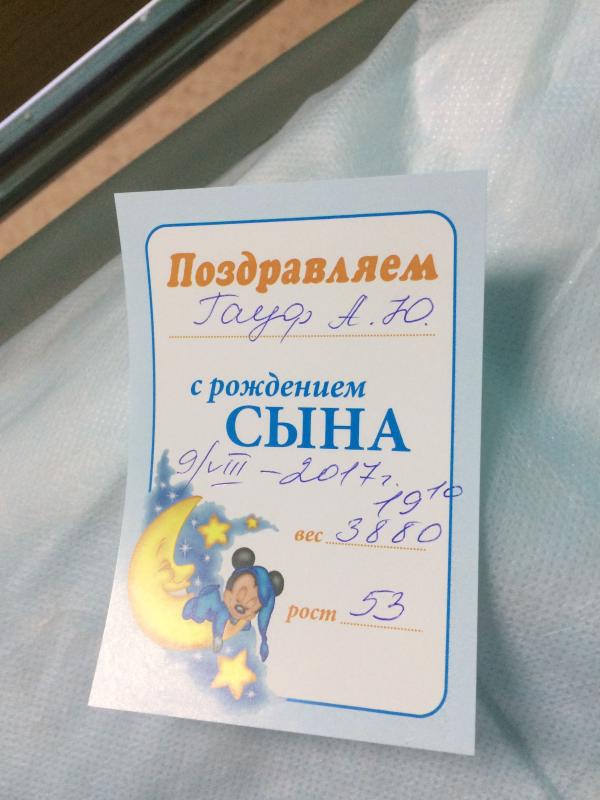 Поздравляем
Гауф А.Ю.
с рождением
СЫНА
9/VIII – 2017г.
19¹⁰
вес 3880
рост 53